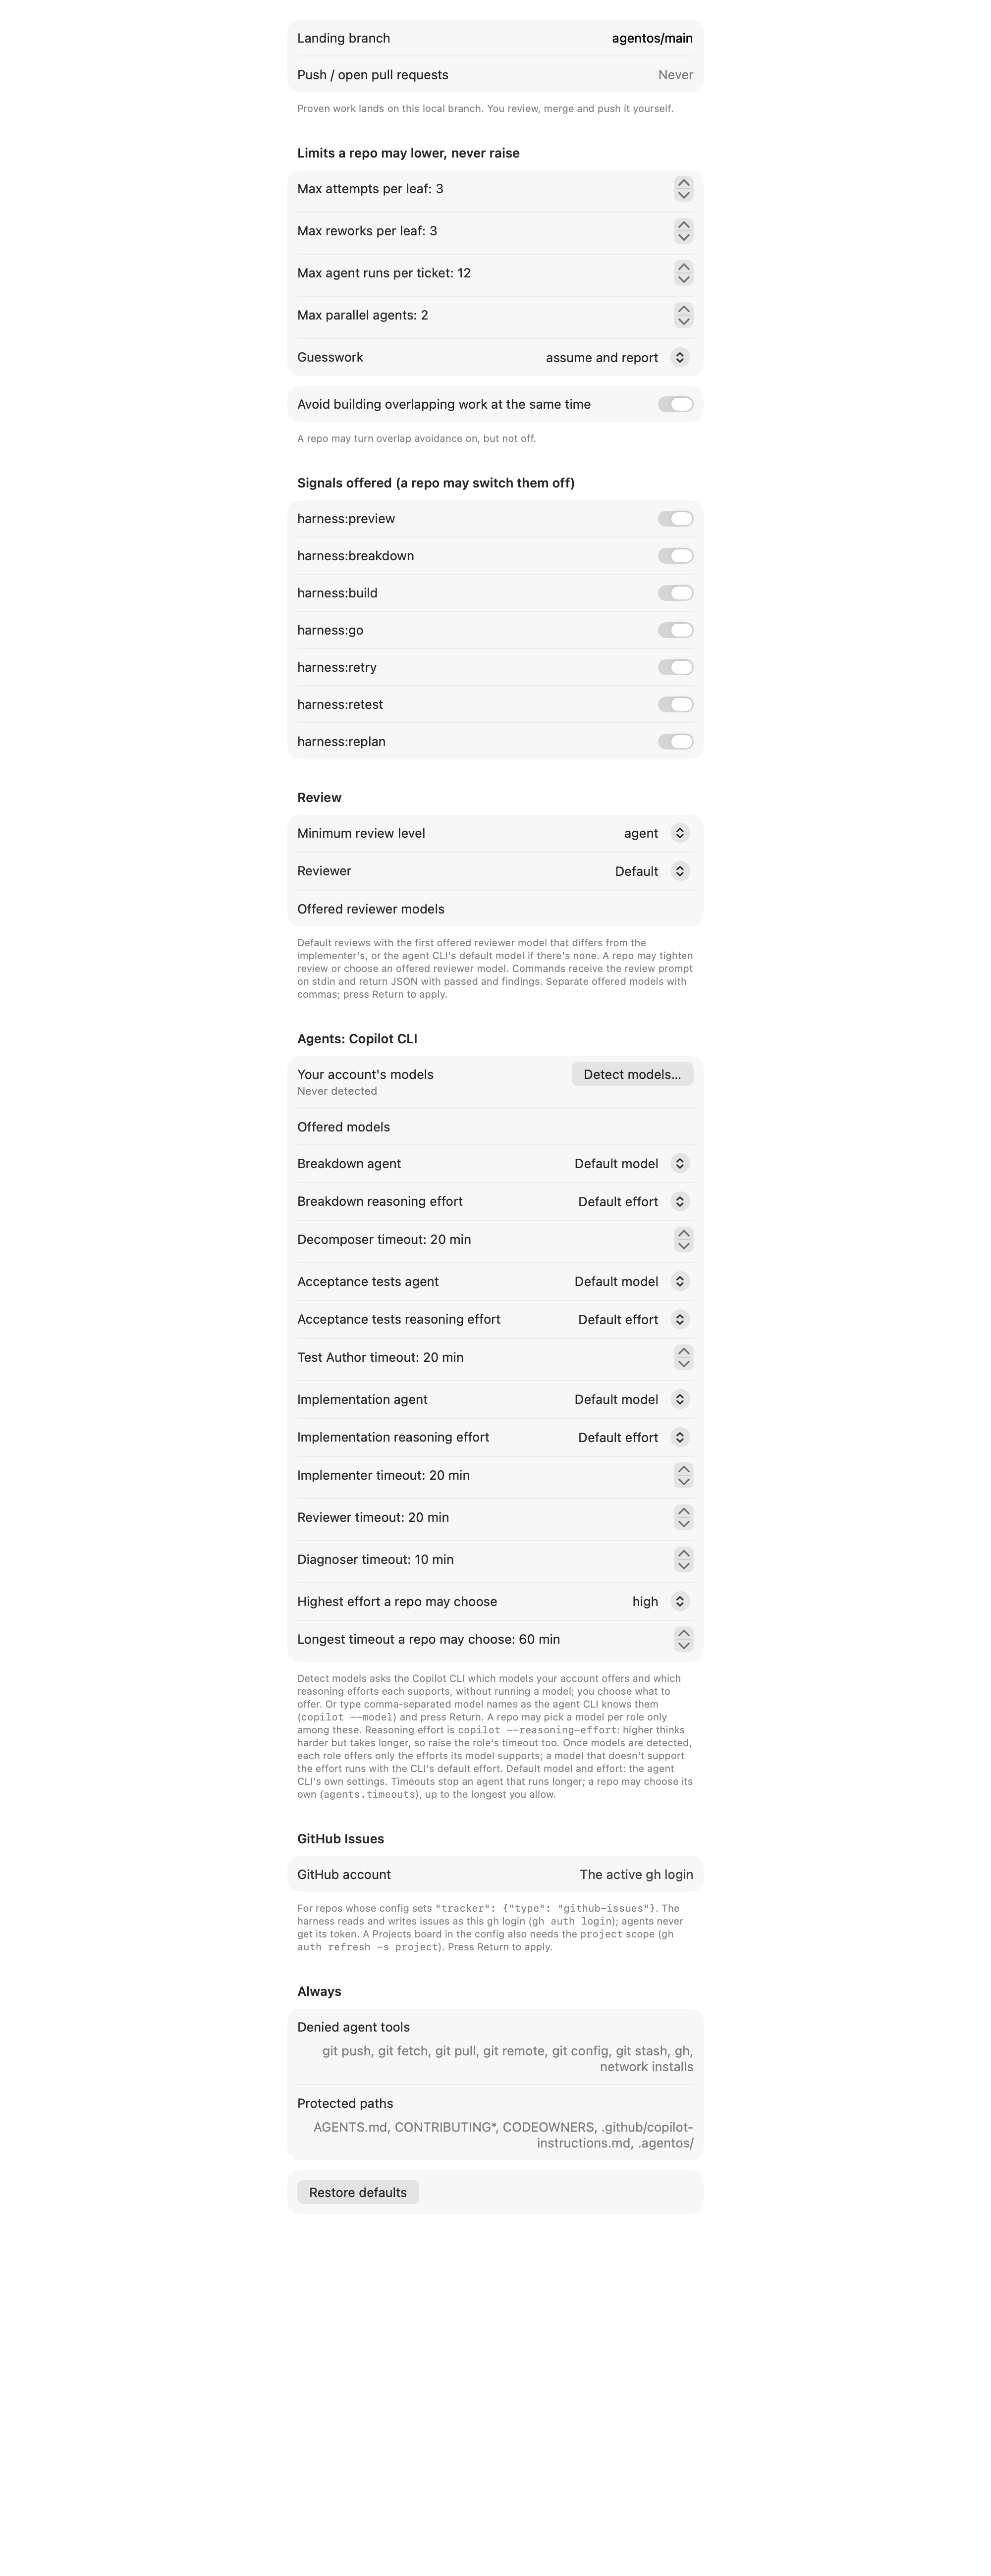 Landing branch
agentos/main
Push / open pull requests
Never
Proven work lands on this local branch. You review, merge and push it yourself.
Limits a repo may lower, never raise
Max attempts per leaf: 3
Max reworks per leaf: 3
Max agent runs per ticket: 12
Max parallel agents: 2
Guesswork
assume and report
Avoid building overlapping work at the same time
A repo may turn overlap avoidance on, but not off.
Signals offered (a repo may switch them off)
harness:preview
harness:breakdown
harness:build
harness:go
harness:retry
harness:retest
harness:replan
Review
Minimum review level
agent
Reviewer
Default
Offered reviewer models
Default reviews with the first offered reviewer model that differs from the
implementer's, or the agent CLI's default model if there's none. A repo may tighten
review or choose an offered reviewer model. Commands receive the review prompt
on stdin and return JSON with passed and findings. Separate offered models with
commas; press Return to apply.
Agents: Copilot CLI
Your account's models
Detect models...
Never detected
Offered models
Breakdown agent
Default model
Breakdown reasoning effort
Default effort
Decomposer timeout: 20 min
Acceptance tests agent
Default model
Acceptance tests reasoning effort
Default effort
Test Author timeout: 20 min
Implementation agent
Default model
Implementation reasoning effort
Default effort
Implementer timeout: 20 min
Reviewer timeout: 20 min
Diagnoser timeout: 10 min
Highest effort a repo may choose
high
Longest timeout a repo may choose: 60 min
Detect models asks the Copilot CLI which models your account offers and which
reasoning efforts each supports, without running a model; you choose what to
offer. Or type comma-separated model names as the agent CLI knows them
(copilot --model) and press Return. A repo may pick a model per role only
among these. Reasoning effort is copilot --reasoning-effort: higher thinks
harder but takes longer, so raise the role's timeout too. Once models are detected,
each role offers only the efforts its model supports; a model that doesn't support
the effort runs with the CLI's default effort. Default model and effort: the agent
CLI's own settings. Timeouts stop an agent that runs longer; a repo may choose its
own (agents.timeouts), up to the longest you allow.
GitHub Issues
GitHub account
The active gh login
For repos whose config sets "tracker": {"type": "github-issues"}. The
harness reads and writes issues as this gh login (gh auth login); agents never
get its token. A Projects board in the config also needs the project scope (gh
auth refresh -s project). Press Return to apply.
Always
Denied agent tools
git push, git fetch, git pull, git remote, git config, git stash, gh,
network installs
Protected paths
AGENTS.md, CONTRIBUTING*, CODEOWNERS, .github/copilot-
instructions.md, .agentos/
Restore defaults